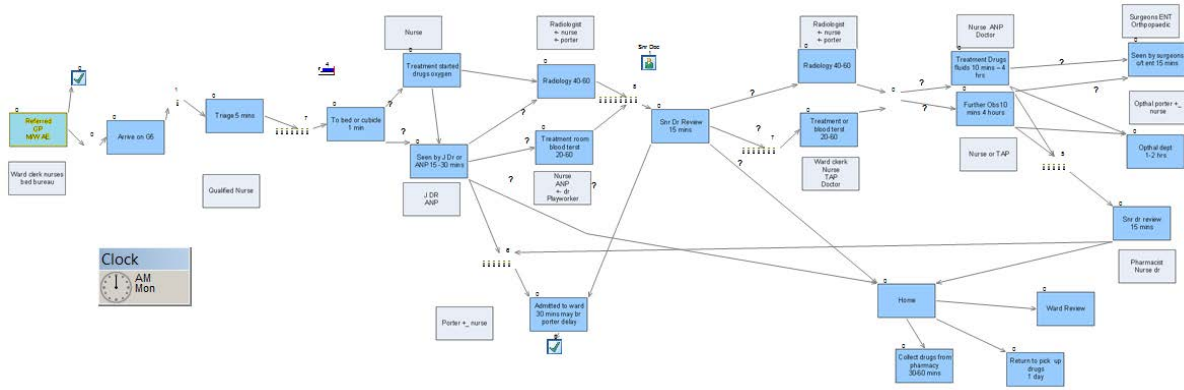 Nurse
Radiologist
+- nurse
+- porter
Snr Doc
Radiologist
+- nurse
+- porter
Nurse ANP
Doctor
Surgeons ENT
Orthpopaedic
Referred
GP
Arrea on G6
Triage 5 mins
To bed or cubicle
1 min
Treatment started
drugs oxygen
Radiology 40-60
Radiology 40-60
Treatment Drugs
fluids 10 mins – 4
hrs
Seen by surgeons
o/t ent 15 mins
Further Obs 10
mins 4 hours
Opthal porter +_
nurse
Snr Dr Review
15 mins
Treatment or
blood terst
20-60
Seen by J Dr or
ANP 15 -30 mins
Treatment room
blood terst
20-60
Opthal dept
1-2 hrs
Ward clerk nurses
bed bureau
Qualified Nurse
J DR
ANP
Nurse
ANP
+- dr
Playworker
Ward clerk
Nurse
TAP
Doctor
Nurse or TAP
Snr dr review
15 mins
Pharmacist
Nurse dr
Clock
AM
Mon
Porter +_ nurse
Admitted to ward
30 mins may br
porter delay
Home
Ward Review
Collect drugs from
pharmacy
30-60 mins
Return to pick up
drugs
1 day